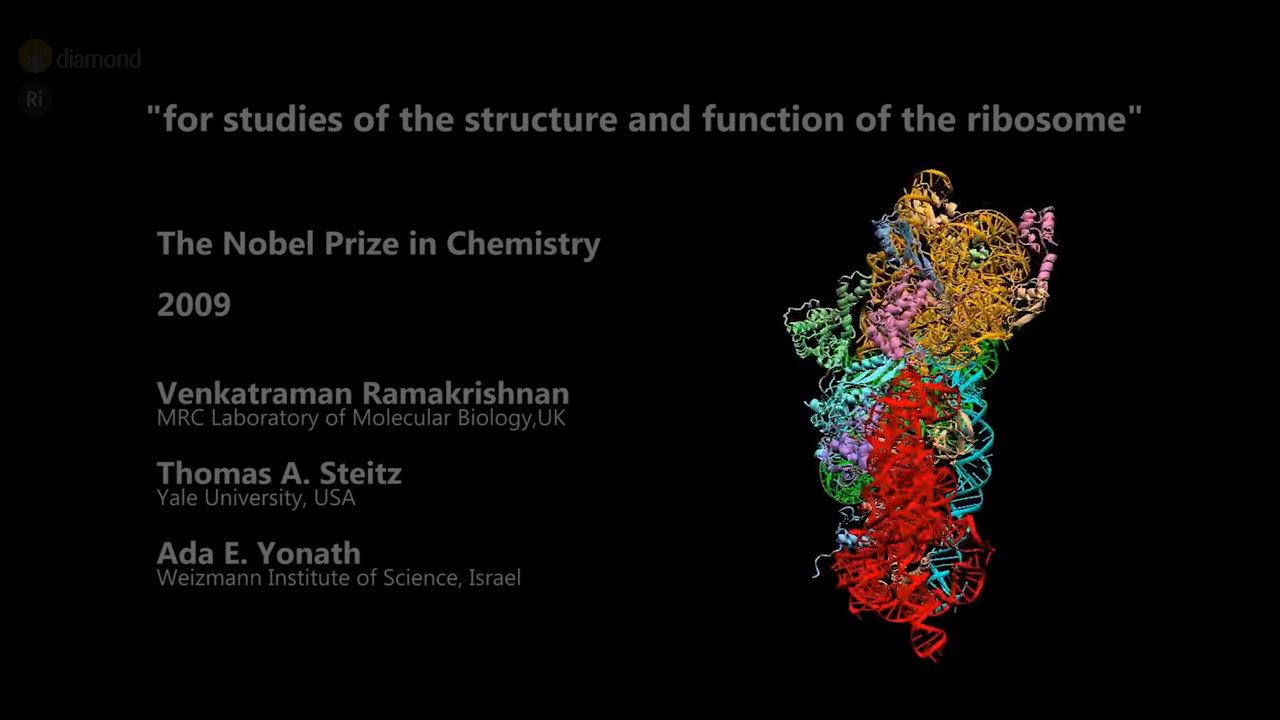 diamond
Ri
"for studies of the structure and function of the ribosome"
The Nobel Prize in Chemistry
2009
Venkatraman Ramakrishnan
MRC Laboratory of Molecular Biology,UK
Thomas A. Steitz
Yale University, USA
Ada E. Yonath
Weizmann Institute of Science, Israel